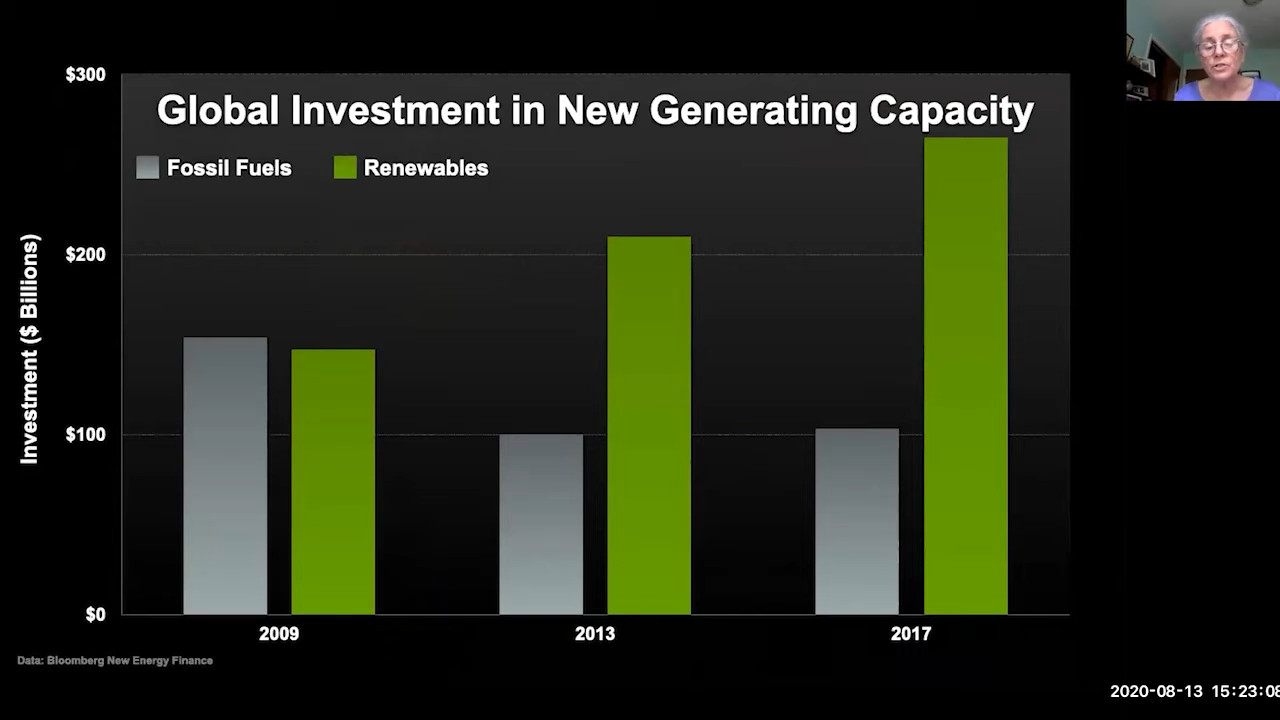 $300
Global Investment in New Generating Capacity
Fossil Fuels
Renewables
Investment ($ Billions)
$200
$100
$0
2009
2013
2017
Data: Bloomberg New Energy Finance
2020-08-13 15:23:08